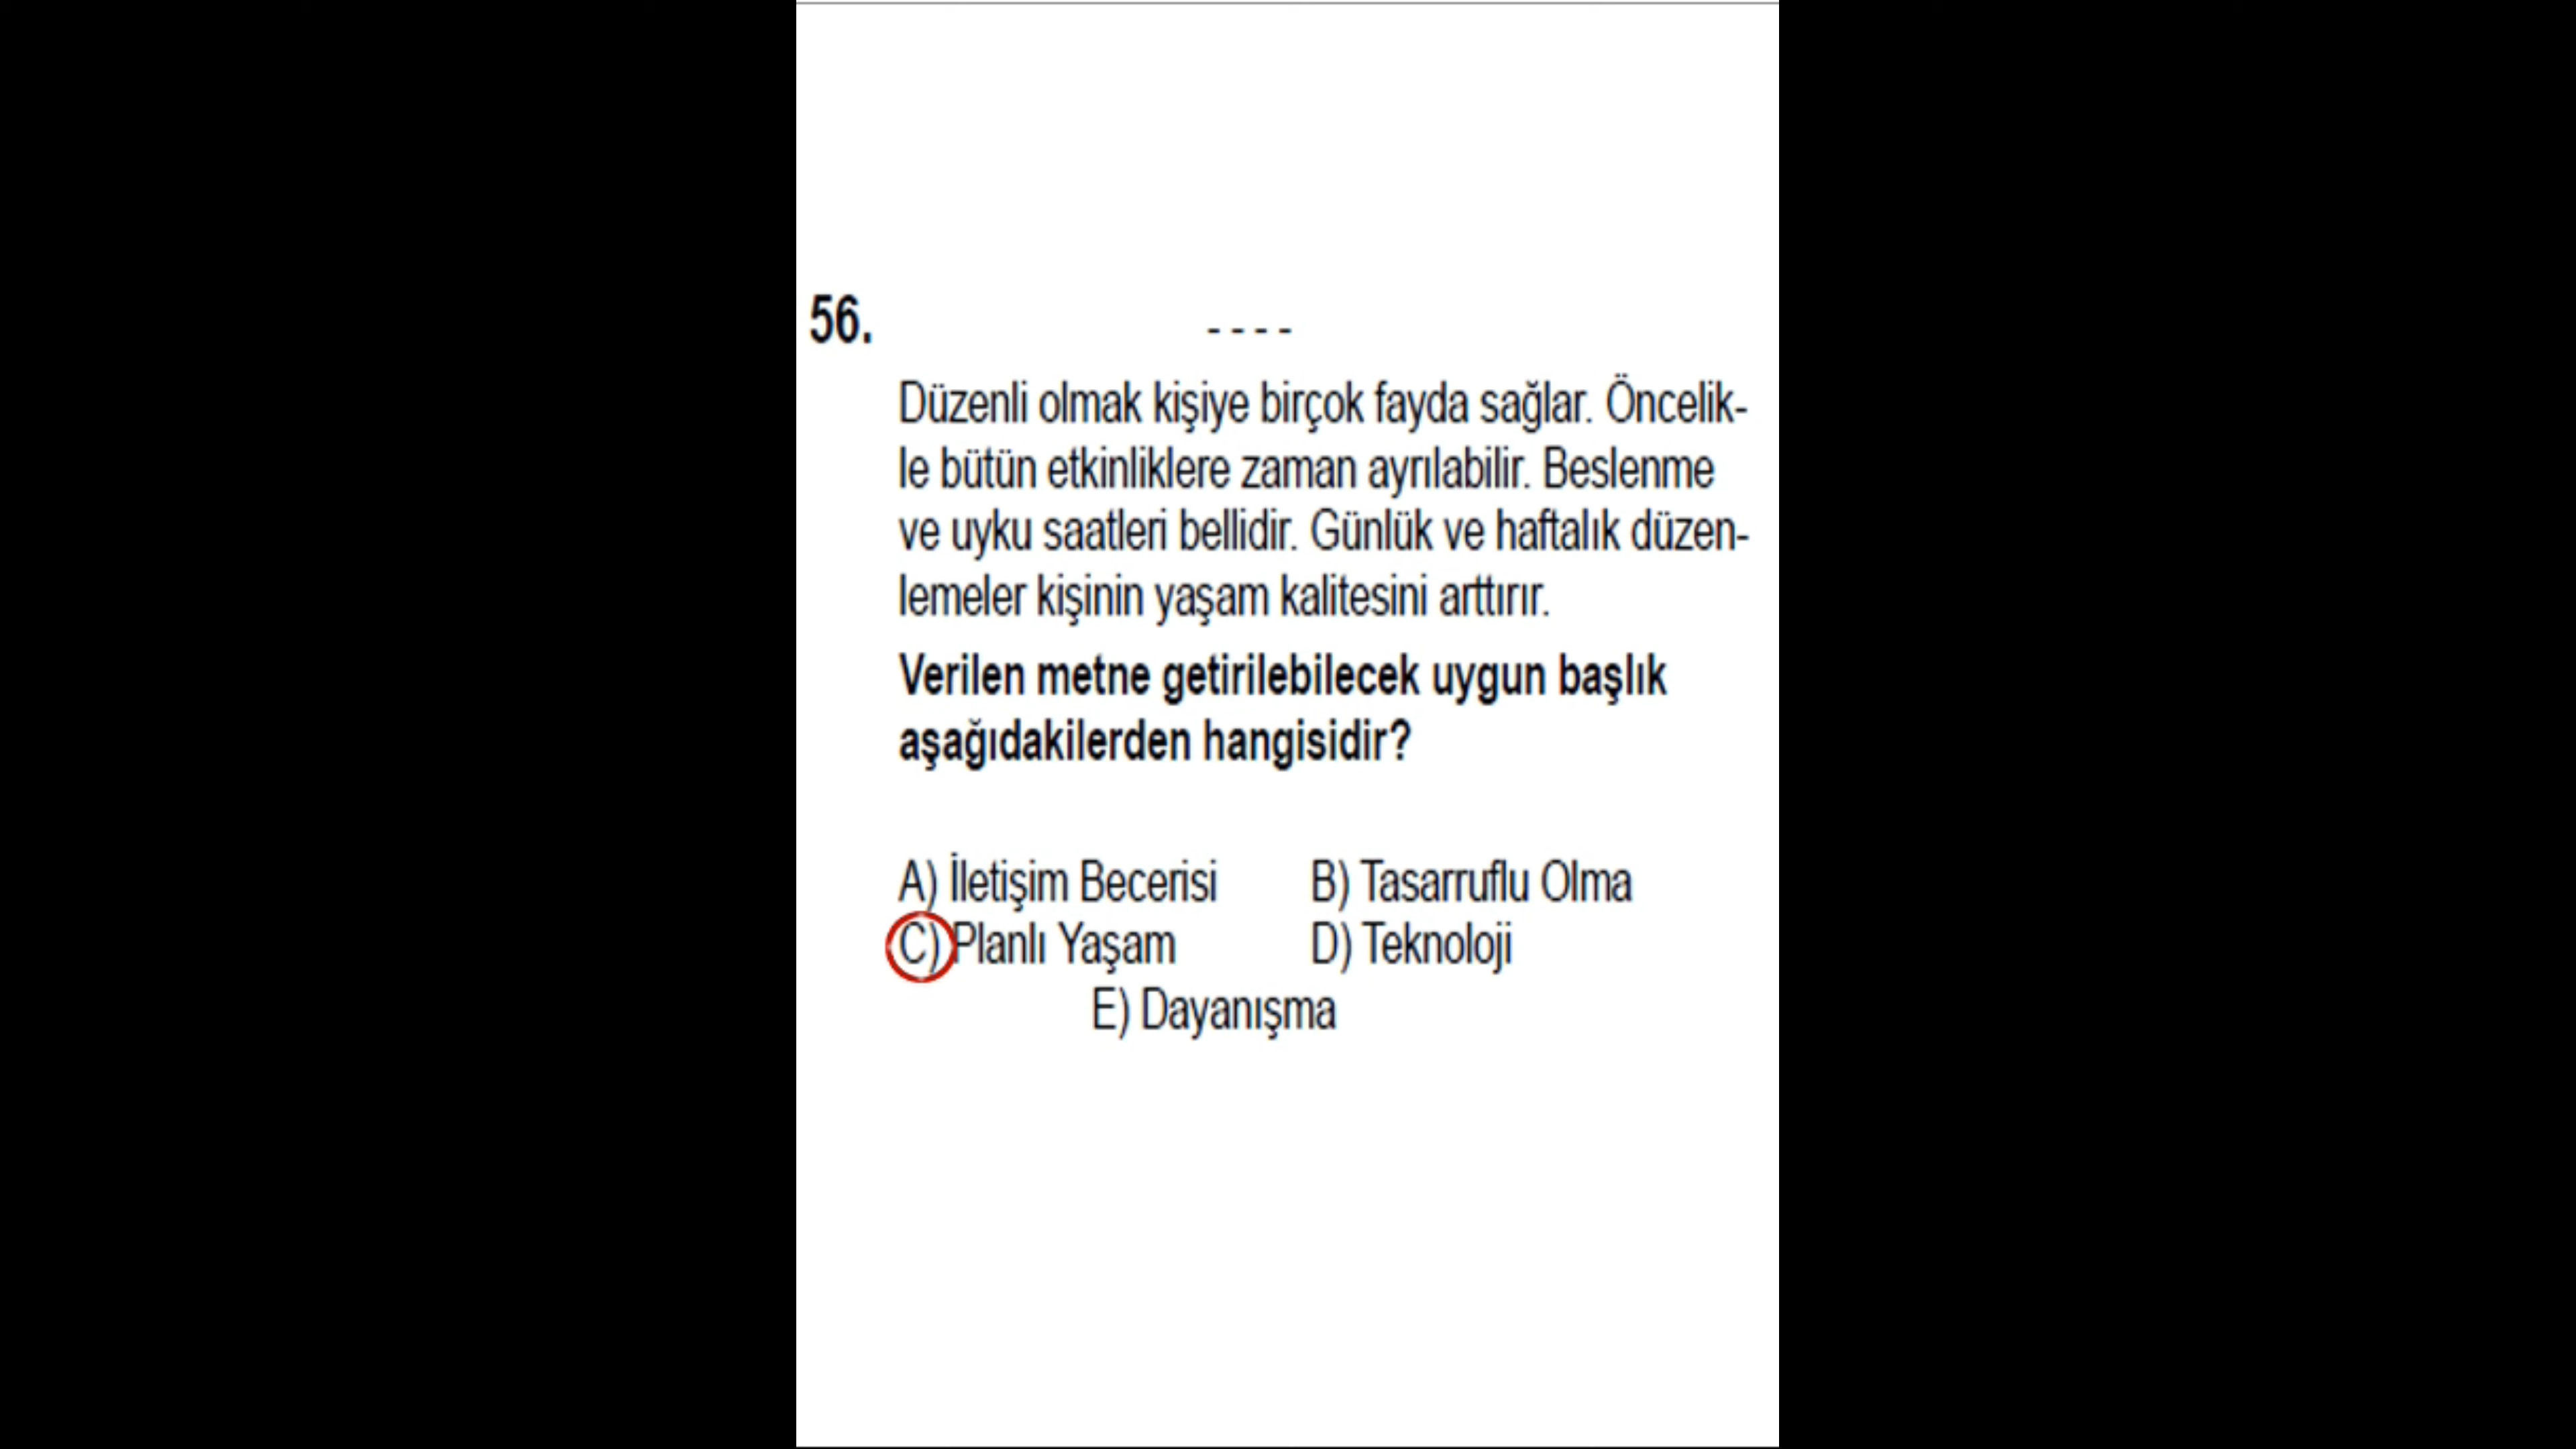 56.
- - - -
Düzenli olmak kişiye birçok fayda sağlar. Öncelik-
le bütün etkinliklere zaman ayrılabilir. Beslenme
ve uyku saatleri bellidir. Günlük ve haftalık düzen-
lemeler kişinin yaşam kalitesini arttırır.
Verilen metne getirilebilecek uygun başlık
aşağıdakilerden hangisidir?
A) İletişim Becerisi B) Tasarruflu Olma
C) Planlı Yaşam D) Teknoloji
E) Dayanışma